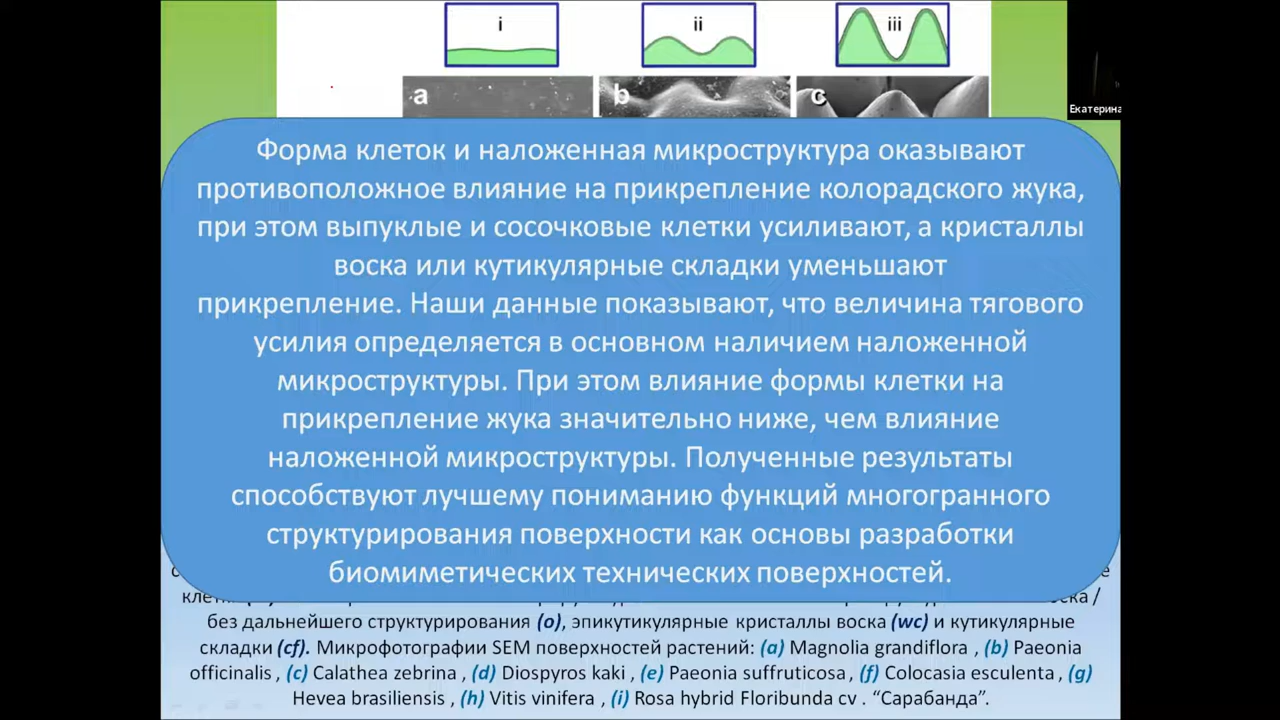 i ii iii
a b c
Екатерина
Форма клеток и наложенная микроструктура оказывают
противоположное влияние на прикрепление колорадского жука,
при этом выпуклые и сосочковые клетки усиливают, а кристаллы
воска или кутикулярные складки уменьшают
прикрепление. Наши данные показывают, что величина тягового
усилия определяется в основном наличием наложенной
микроструктуры. При этом влияние формы клетки на
прикрепление жука значительно ниже, чем влияние
наложенной микроструктуры. Полученные результаты
способствуют лучшему пониманию функций многогранного
структурирования поверхности как основы разработки
биомиметических технических поверхностей.
без дальнейшего структурирования (o), эпикутикулярные кристаллы воска (wc) и кутикулярные
складки (cf). Микрофотографии SEM поверхностей растений: (a) Magnolia grandiflora , (b) Paeonia
officinalis , (c) Calathea zebrina , (d) Diospyros kaki , (e) Paeonia suffruticosa , (f) Colocasia esculenta , (g)
Hevea brasiliensis , (h) Vitis vinifera , (i) Rosa hybrid Floribunda cv . “Сарабанда”.